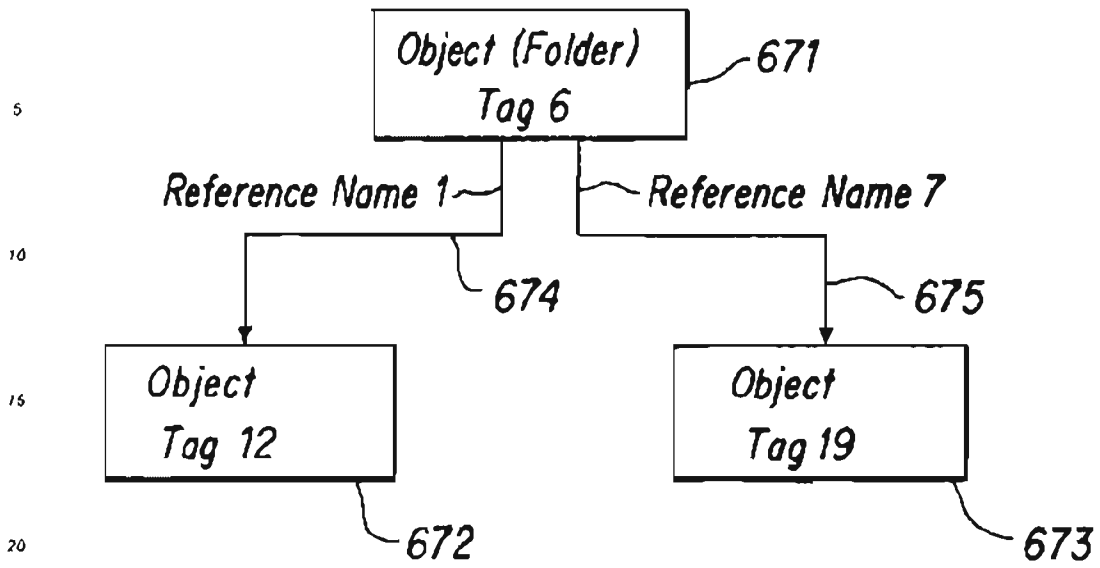 Object (Folder)
Tag 6
671
5
Reference Name 1
Reference Name 7
10
674
675
Object
Tag 12
Object
Tag 19
15
672
673
20